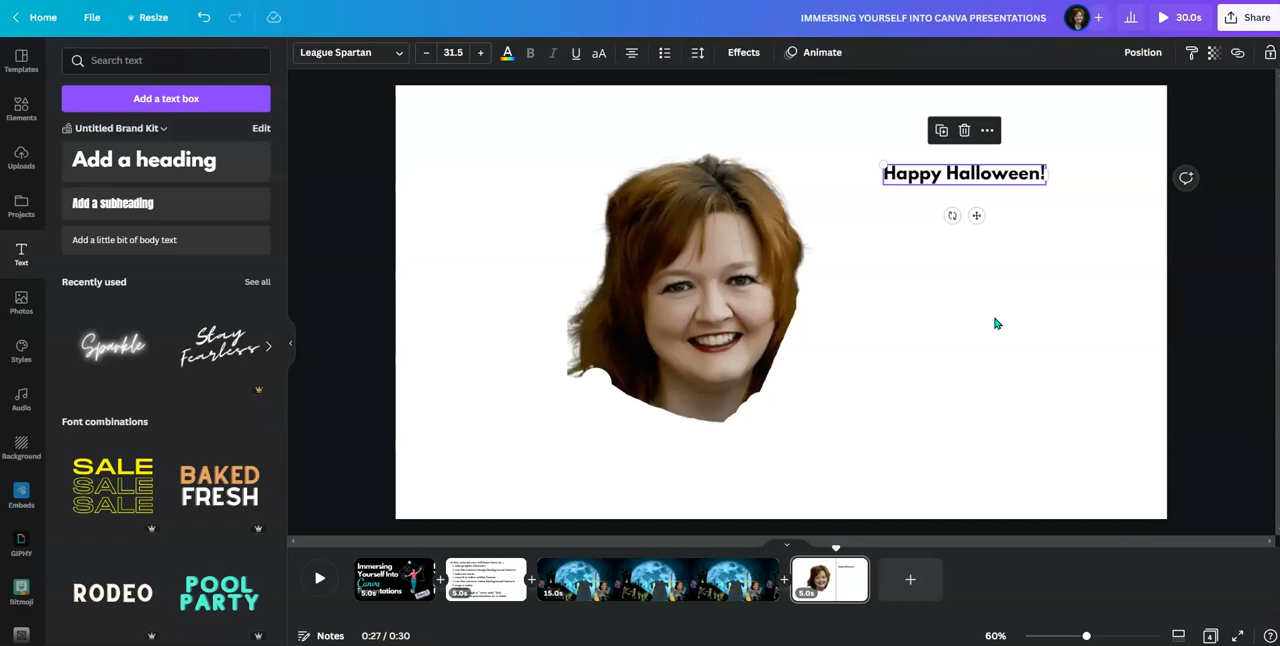 Home
File
Resize
IMMERSING YOURSELF INTO CANVA PRESENTATIONS
30.0s
Share
Templates
Elements
Uploads
Projects
Text
Photos
Styles
Audio
Background
Embeds
GIPHY
Bitmoji
Search text
Add a text box
Untitled Brand Kit
Edit
Add a heading
Add a subheading
Add a little bit of body text
Recently used
See all
Sparkle
Stay
Fearless
Font combinations
SALE
SALE
SALE
BAKED
FRESH
RODEO
POOL
PARTY
League Spartan
31.5
A
B
I
U
aA
Effects
Animate
Position
Happy Halloween!
Immersing
Yourself Into
Canva
Presentations
5.0s
5.0s
15.0s
5.0s
Notes
0:27 / 0:30
60%
4